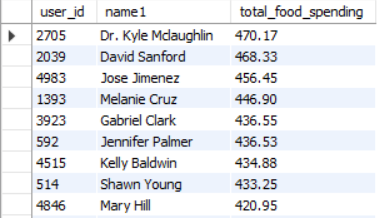 user_id name1 total_food_spending
2705 Dr. Kyle Mclaughlin 470.17
2039 David Sanford 468.33
4983 Jose Jimenez 456.45
1393 Melanie Cruz 446.90
3923 Gabriel Clark 436.55
592 Jennifer Palmer 436.53
4515 Kelly Baldwin 434.88
514 Shawn Young 433.25
4846 Mary Hill 420.95